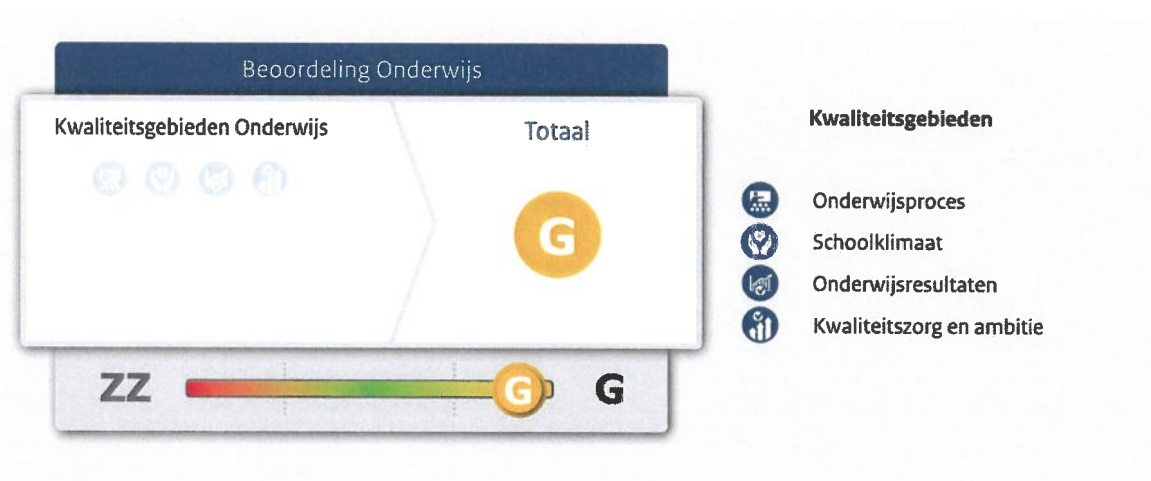 Beoordeling Onderwijs
Kwaliteitsgebieden Onderwijs
Totaal
G
ZZ
G
G
Kwaliteitsgebieden
Onderwijsproces
Schoolklimaat
Onderwijsresultaten
Kwaliteitszorg en ambitie